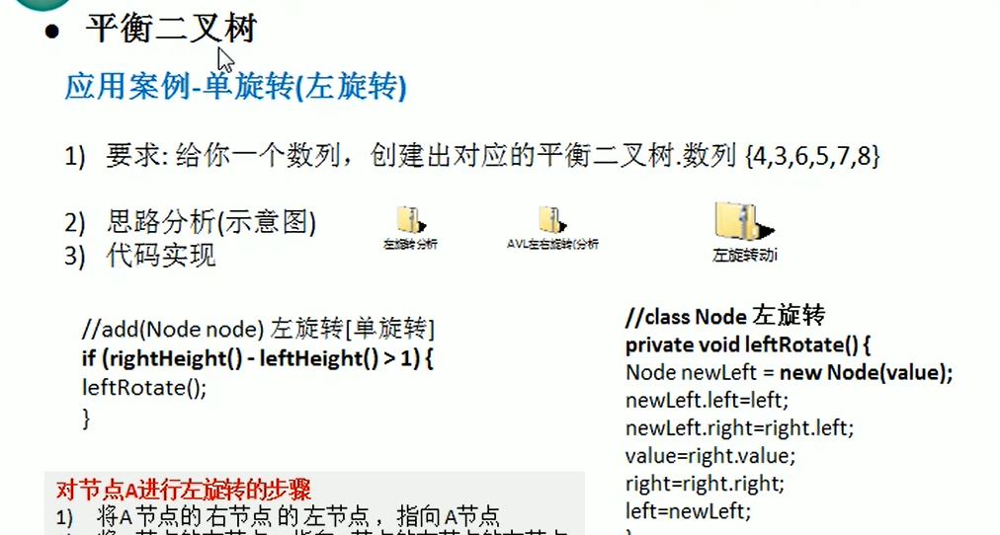 平衡二叉树
应用案例-单旋转(左旋转)
1) 要求: 给你一个数列，创建出对应的平衡二叉树.数列 {4,3,6,5,7,8}
2) 思路分析(示意图)
左旋转分析
AVL左右旋转(分析
左旋转动i
3) 代码实现
//add(Node node) 左旋转[单旋转]
if (rightHeight() - leftHeight() > 1) {
leftRotate();
}
//class Node 左旋转
private void leftRotate() {
Node newLeft = new Node(value);
newLeft.left=left;
newLeft.right=right.left;
value=right.value;
right=right.right;
left=newLeft;
对节点A进行左旋转的步骤
1) 将A 节点的 右节点 的 左节点 ，指向 A节点